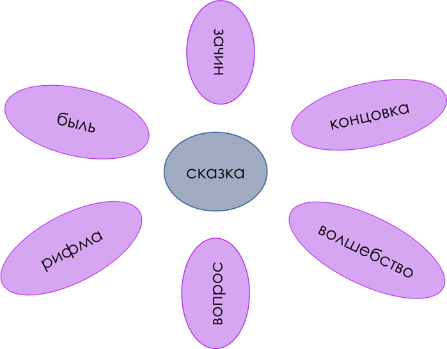 зачин
быль
концовка
сказка
рифма
волшебство
вопрос